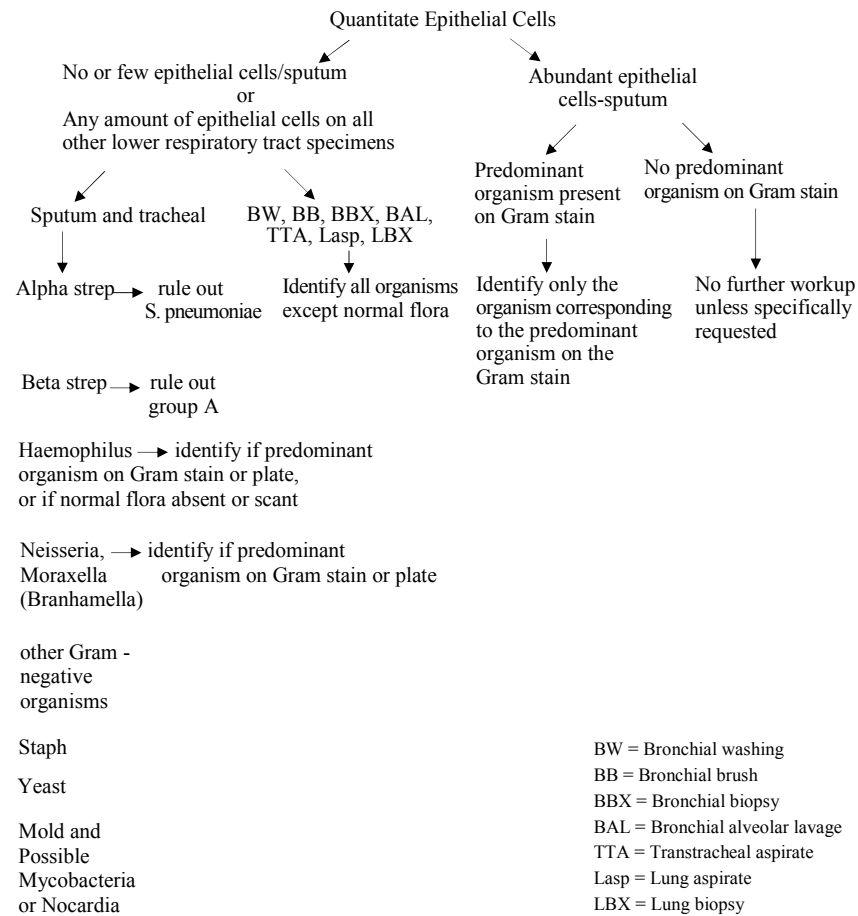 Quantitate Epithelial Cells
No or few epithelial cells/sputum
or
Any amount of epithelial cells on all
other lower respiratory tract specimens
Abundant epithelial
cells-sputum
Predominant
organism present
on Gram stain
No predominant
organism on Gram stain
Sputum and tracheal
BW, BB, BBX, BAL,
TTA, Lasp, LBX
Alpha strep
rule out
S. pneumoniae
Identify all organisms
except normal flora
Identify only the
organism corresponding
to the predominant
organism on the
Gram stain
No further workup
unless specifically
requested
Beta strep
rule out
group A
Haemophilus
identify if predominant
organism on Gram stain or plate,
or if normal flora absent or scant
Neisseria,
Moraxella
(Branhamella)
identify if predominant
organism on Gram stain or plate
other Gram -
negative
organisms
Staph
Yeast
Mold and
Possible
Mycobacteria
or Nocardia
BW = Bronchial washing
BB = Bronchial brush
BBX = Bronchial biopsy
BAL = Bronchial alveolar lavage
TTA = Transtracheal aspirate
Lasp = Lung aspirate
LBX = Lung biopsy